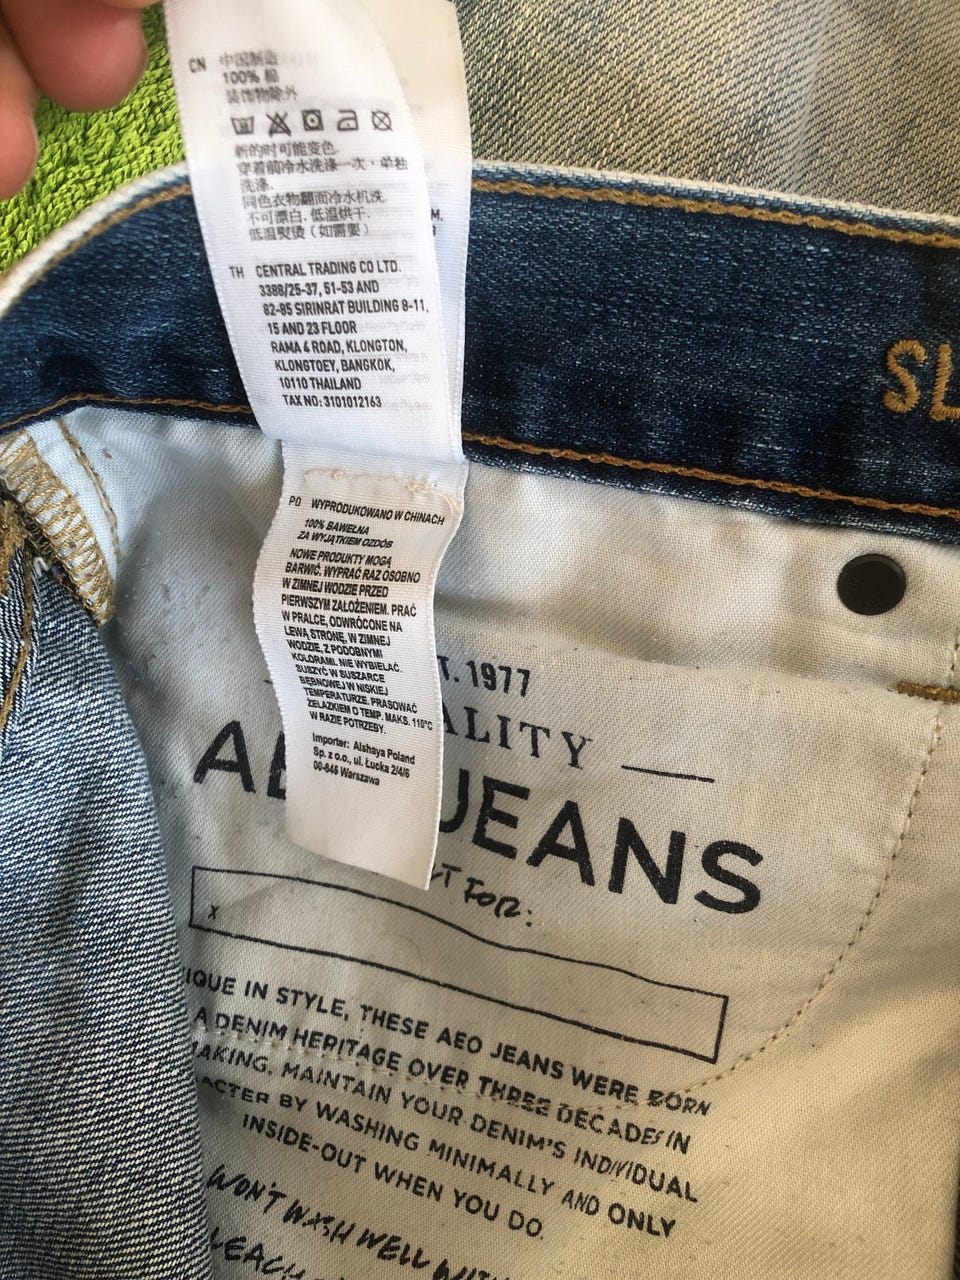 CN 中国制造
100% 棉
装饰物除外
新的时可能变色.
穿着前冷水洗涤一次，单独
洗涤.
同色衣物翻面冷水机洗.
不可漂白. 低温烘干.
低温熨烫（如需要）
M.
TH CENTRAL TRADING CO LTD.
3388/25-37, 51-53 AND
82-85 SIRINRAT BUILDING 8-11,
15 AND 23 FLOOR
RAMA 4 ROAD, KLONGTON,
KLONGTOEY, BANGKOK,
10110 THAILAND
TAX NO: 3101012163
SL
PO WYPRODUKOWANO W CHINACH
100% BAWEŁNA
ZA WYJĄTKIEM OZDÓB
NOWE PRODUKTY MOGĄ
BARWIĆ. WYPRAĆ RAZ OSOBNO
W ZIMNEJ WODZIE PRZED
PIERWSZYM ZAŁOŻENIEM. PRAĆ
W PRALCE, ODWRÓCONE NA
LEWĄ STRONĘ, W ZIMNEJ
WODZIE, Z PODOBNYMI
KOLORAMI. NIE WYBIELAĆ.
SUSZYĆ W SUSZARCE
BĘBNOWEJ W NISKIEJ
TEMPERATURZE. PRASOWAĆ
ŻELAZKIEM O TEMP. MAKS. 110°C
W RAZIE POTRZEBY.
Importer: Alshaya Poland
Sp. z o.o., ul. Łucka 2/4/6
00-845 Warszawa
T. 1977
ALITY
AE JEANS
CT FOR:
X
IQUE IN STYLE, THESE AEO JEANS WERE BORN
A DENIM HERITAGE OVER THREE DECADES IN
AKING. MAINTAIN YOUR DENIM'S INDIVIDUAL
ACTER BY WASHING MINIMALLY AND ONLY
INSIDE-OUT WHEN YOU DO.
WON'T WASH WELL WITH
LEACH